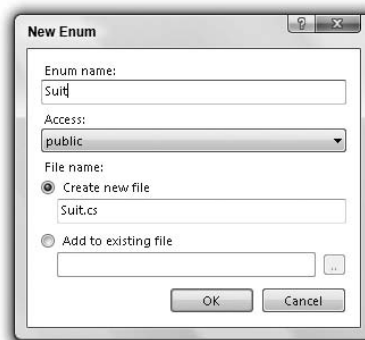 New Enum
Enum name:
Suit
Access:
public
File name:
Create new file
Suit.cs
Add to existing file
..
OK
Cancel